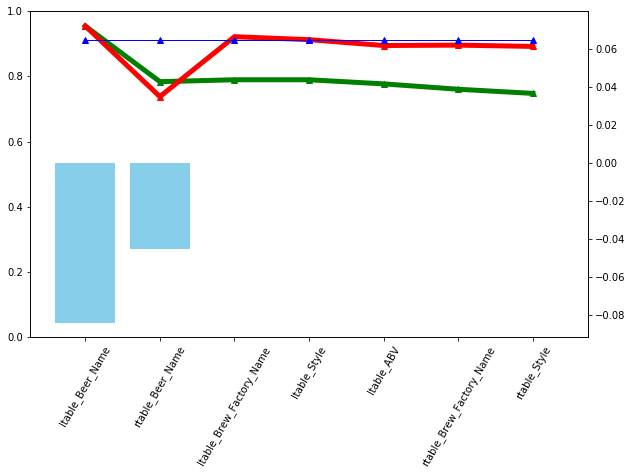 1.0
0.8
0.6
0.4
0.2
0.0
0.06
0.04
0.02
0.00
−0.02
−0.04
−0.06
−0.08
ltable_Beer_Name
rtable_Beer_Name
ltable_Brew_Factory_Name
ltable_Style
ltable_ABV
rtable_Brew_Factory_Name
rtable_Style